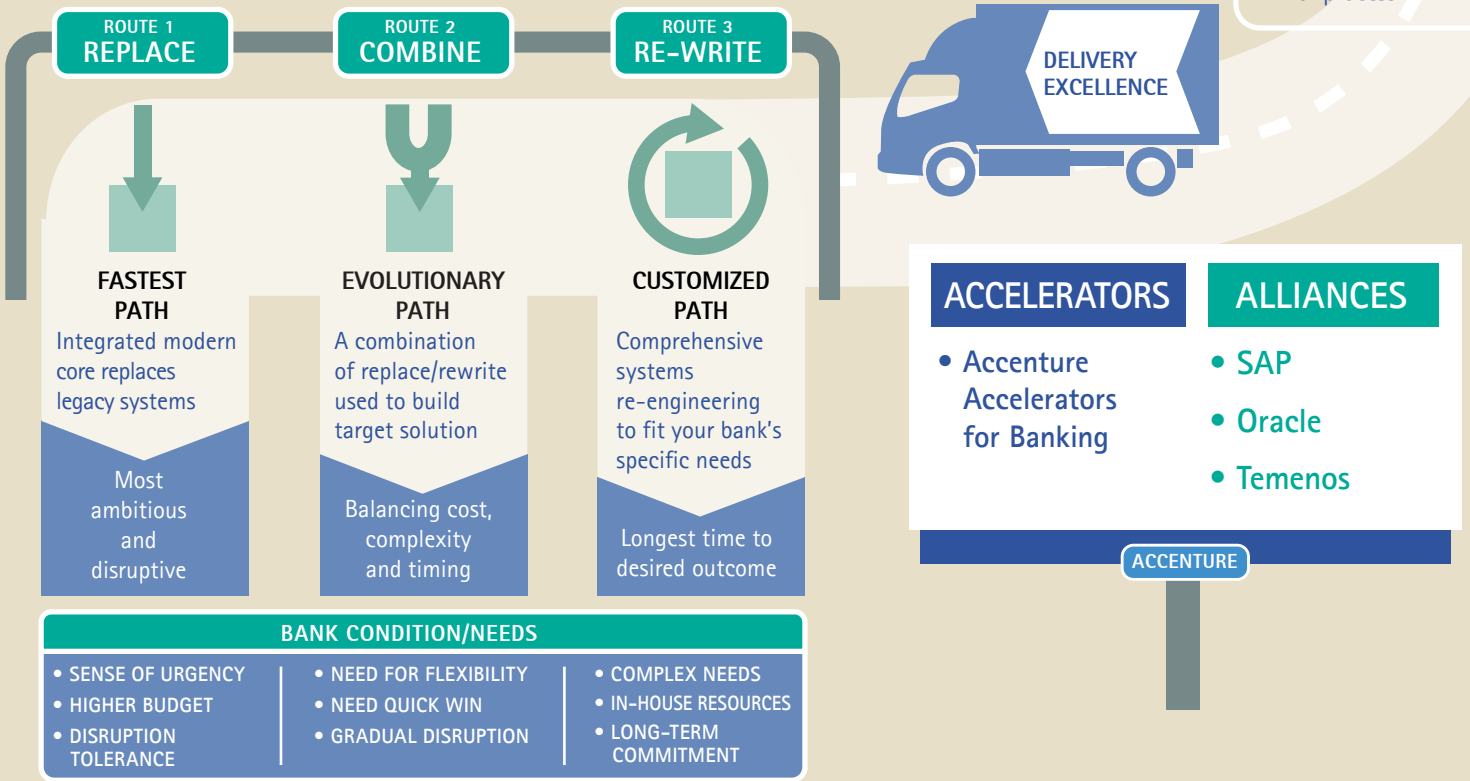 ROUTE 1
REPLACE
ROUTE 2
COMBINE
ROUTE 3
RE-WRITE
DELIVERY
EXCELLENCE
FASTEST
PATH
Integrated modern
core replaces
legacy systems
Most
ambitious
and
disruptive
EVOLUTIONARY
PATH
A combination
of replace/rewrite
used to build
target solution
Balancing cost,
complexity
and timing
CUSTOMIZED
PATH
Comprehensive
systems
re-engineering
to fit your bank's
specific needs
Longest time to
desired outcome
BANK CONDITION/NEEDS
• SENSE OF URGENCY
• HIGHER BUDGET
• DISRUPTION
TOLERANCE
• NEED FOR FLEXIBILITY
• NEED QUICK WIN
• GRADUAL DISRUPTION
• COMPLEX NEEDS
• IN-HOUSE RESOURCES
• LONG-TERM
COMMITMENT
ACCELERATORS
• Accenture
Accelerators
for Banking
ALLIANCES
• SAP
• Oracle
• Temenos
ACCENTURE